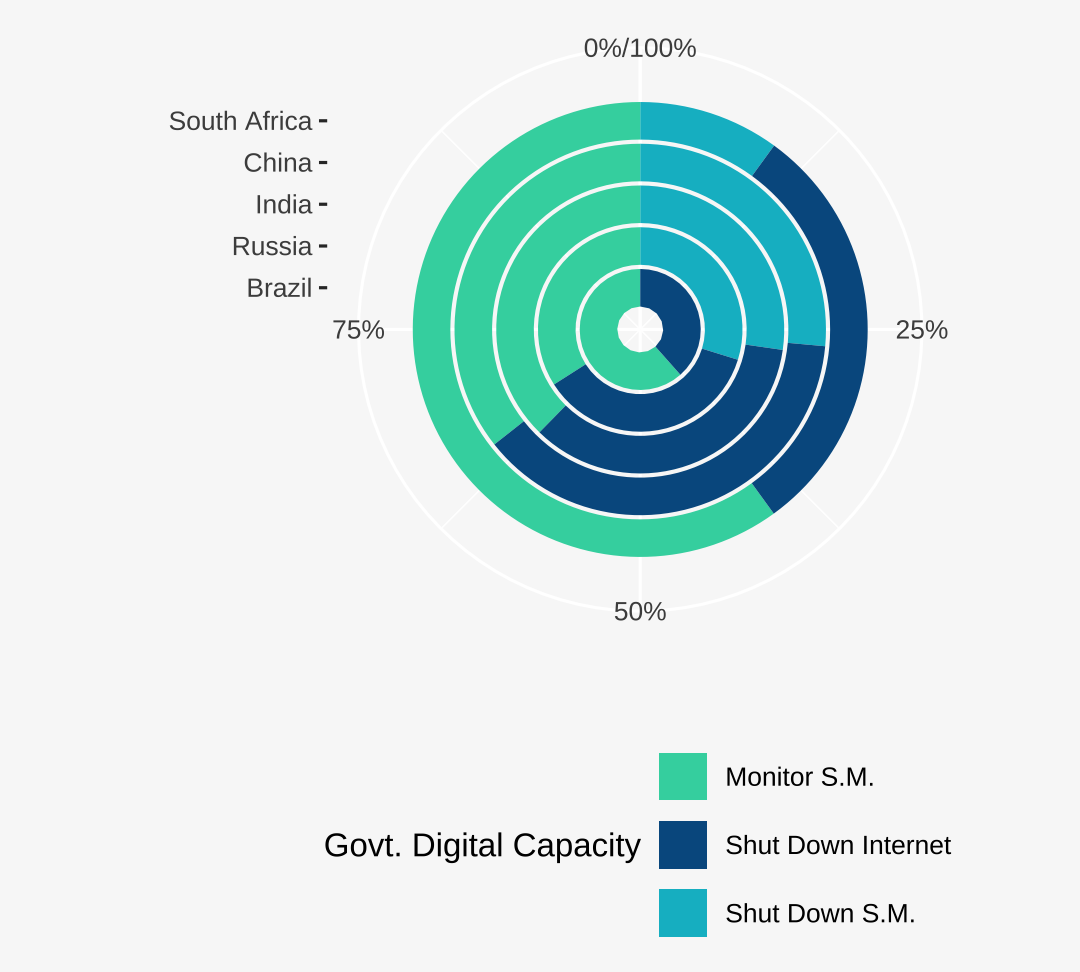 0%/100%
South Africa
China
India
Russia
Brazil
75%
25%
50%
Monitor S.M.
Govt. Digital Capacity
Shut Down Internet
Shut Down S.M.